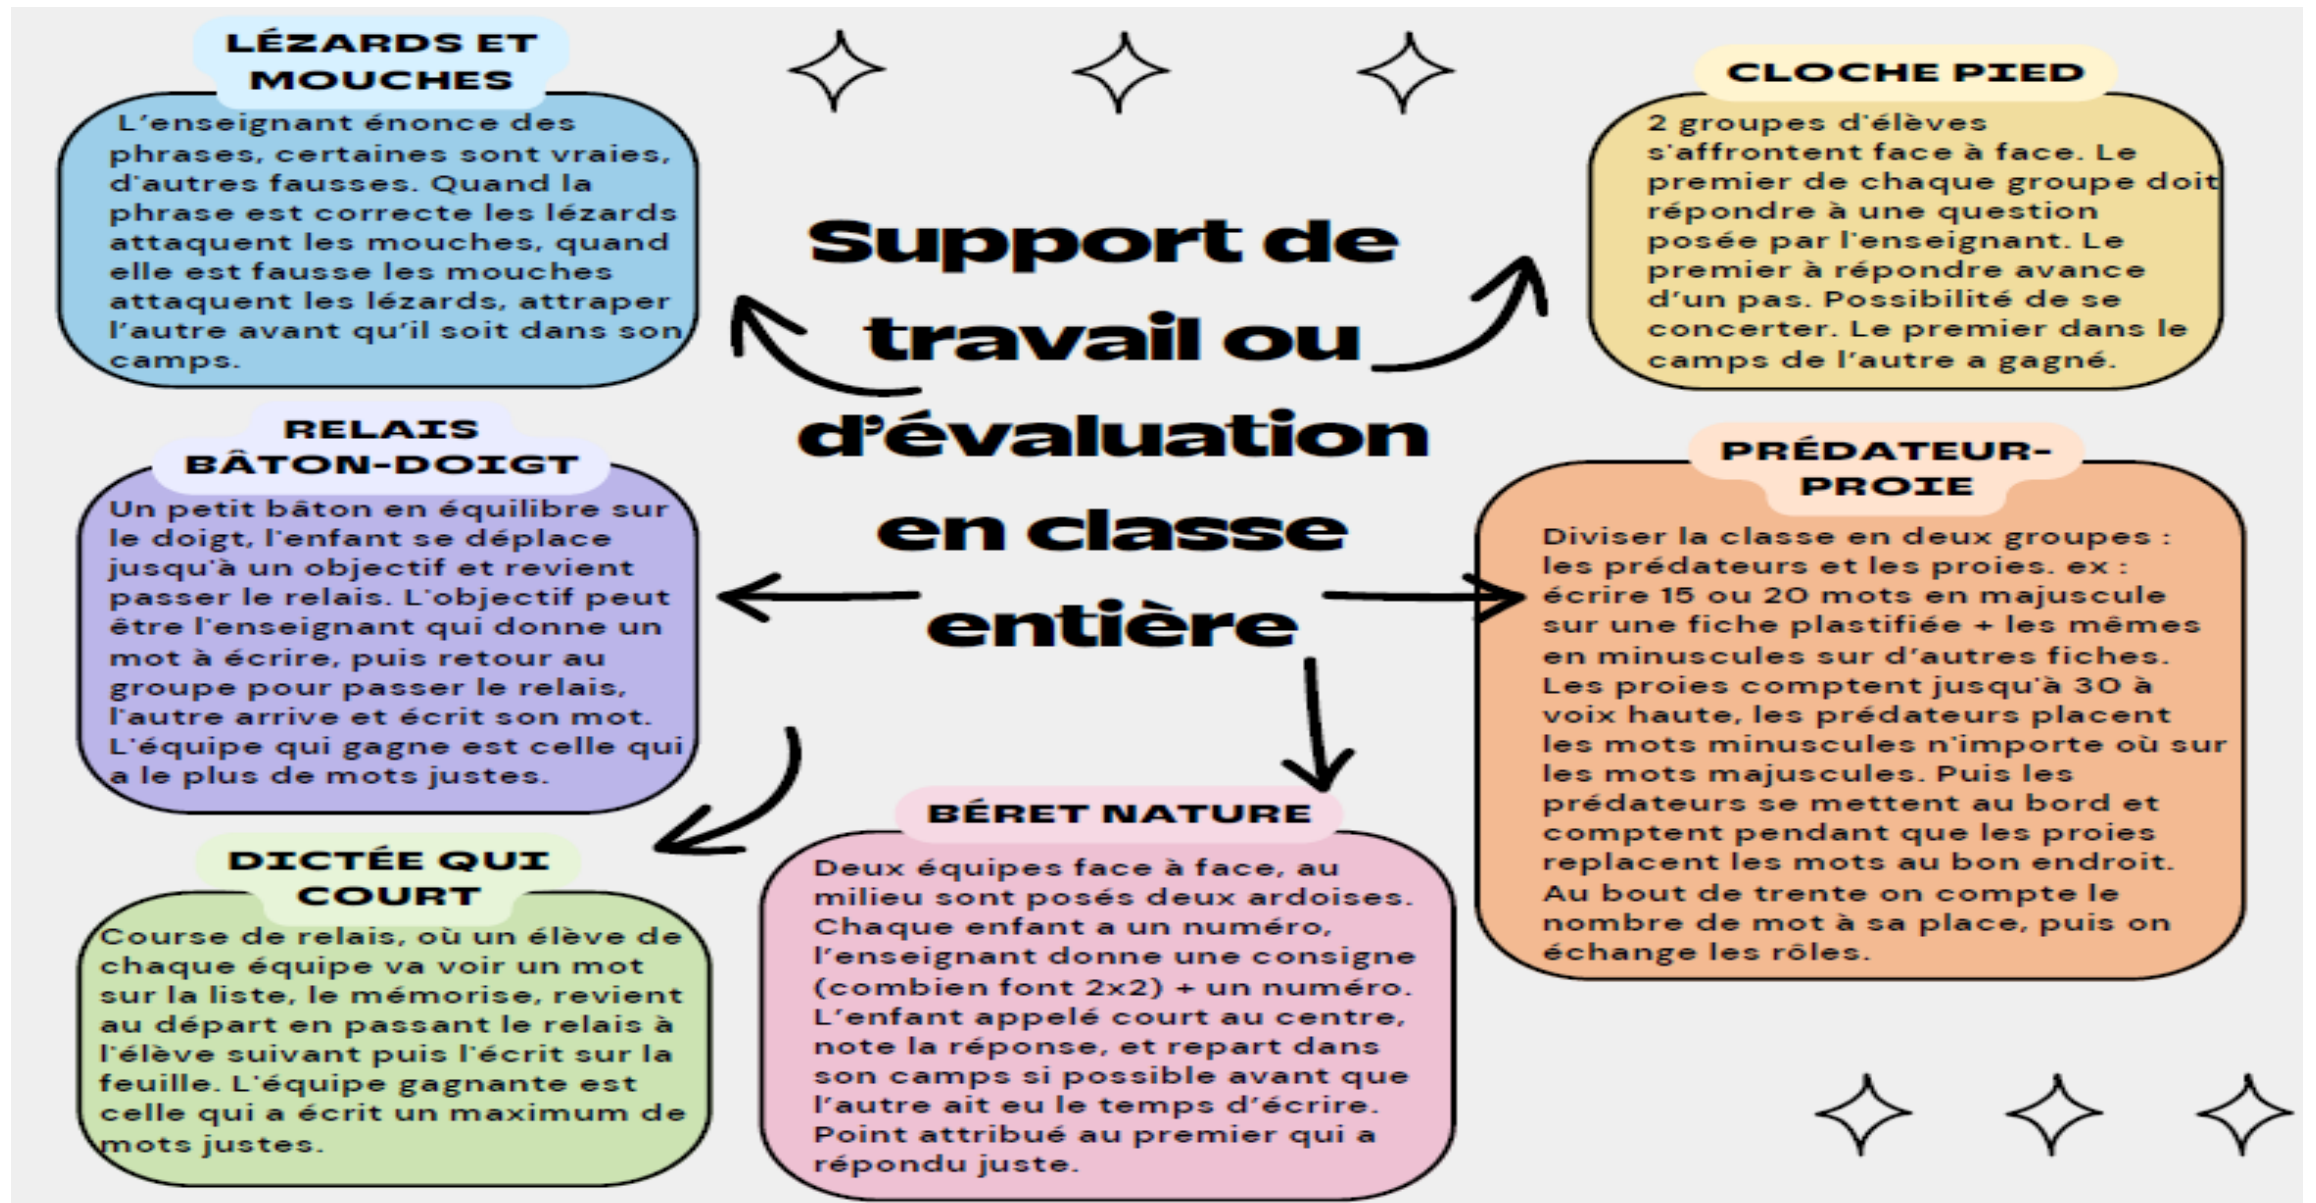 LÉZARDS ET
MOUCHES
L’enseignant énonce des
phrases, certaines sont vraies,
d'autres fausses. Quand la
phrase est correcte les lézards
attaquent les mouches, quand
elle est fausse les mouches
attaquent les lézards, attraper
l’autre avant qu’il soit dans son
camps.
RELAIS
BÂTON-DOIGT
Un petit bâton en équilibre sur
le doigt, l'enfant se déplace
jusqu'à un objectif et revient
passer le relais. L'objectif peut
être l'enseignant qui donne un
mot à écrire, puis retour au
groupe pour passer le relais,
l'autre arrive et écrit son mot.
L'équipe qui gagne est celle qui
a le plus de mots justes.
DICTÉE QUI
COURT
Course de relais, où un élève de
chaque équipe va voir un mot
sur la liste, le mémorise, revient
au départ en passant le relais à
l'élève suivant puis l'écrit sur la
feuille. L'équipe gagnante est
celle qui a écrit un maximum de
mots justes.
Support de
travail ou
d’évaluation
en classe
entière
BÉRET NATURE
Deux équipes face à face, au
milieu sont posés deux ardoises.
Chaque enfant a un numéro,
l’enseignant donne une consigne
(combien font 2x2) + un numéro.
L’enfant appelé court au centre,
note la réponse, et repart dans
son camps si possible avant que
l’autre ait eu le temps d’écrire.
Point attribué au premier qui a
répondu juste.
CLOCHE PIED
2 groupes d'élèves
s'affrontent face à face. Le
premier de chaque groupe doit
répondre à une question
posée par l'enseignant. Le
premier à répondre avance
d’un pas. Possibilité de se
concerter. Le premier dans le
camps de l’autre a gagné.
PRÉDATEUR-
PROIE
Diviser la classe en deux groupes :
les prédateurs et les proies. ex :
écrire 15 ou 20 mots en majuscule
sur une fiche plastifiée + les mêmes
en minuscules sur d’autres fiches.
Les proies comptent jusqu'à 30 à
voix haute, les prédateurs placent
les mots minuscules n'importe où sur
les mots majuscules. Puis les
prédateurs se mettent au bord et
comptent pendant que les proies
replacent les mots au bon endroit.
Au bout de trente on compte le
nombre de mot à sa place, puis on
échange les rôles.